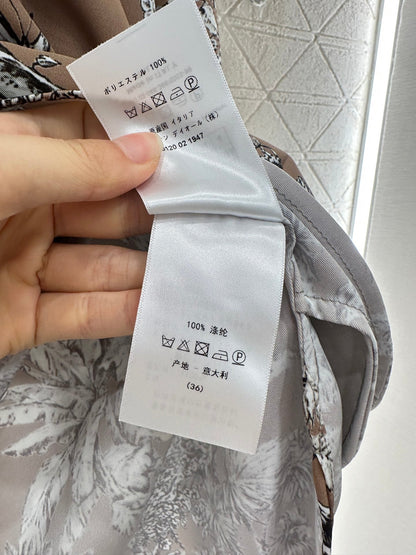 ポリエステル 100%
原産国 イタリア
ディオール (株)
0120 02 1947
100% 涤纶
P
产地 - 意大利
(36)